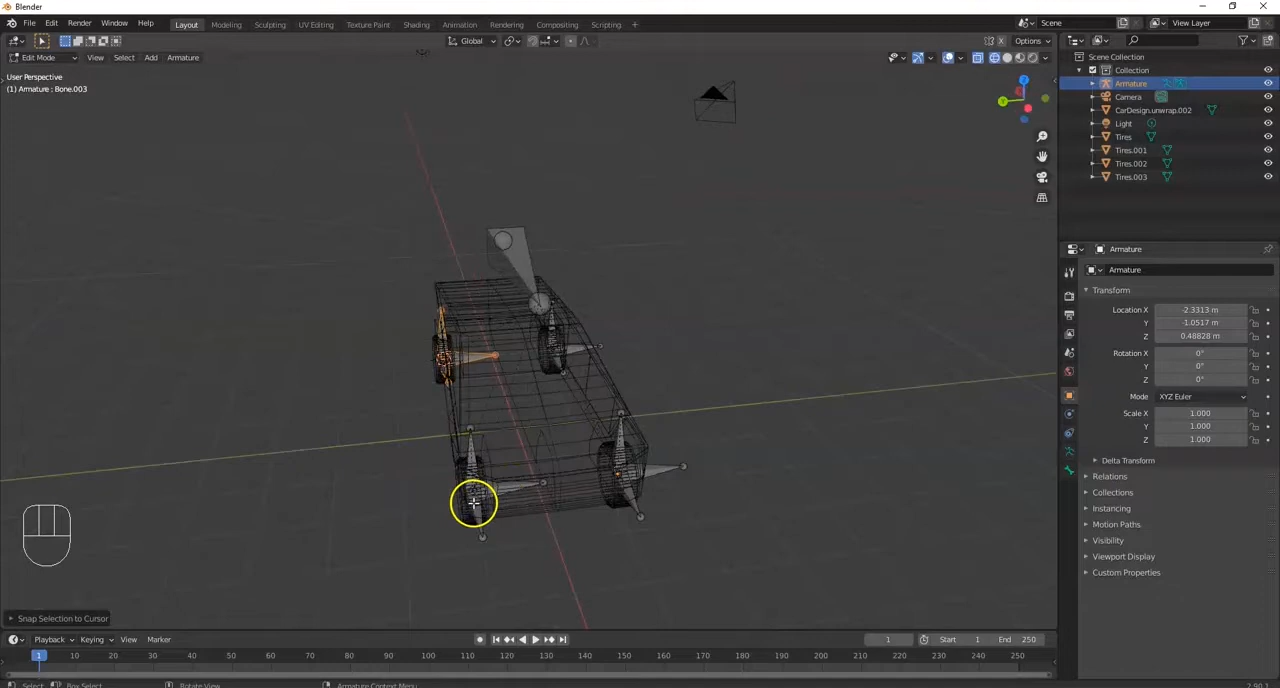 Blender
File Edit Render Window Help Layout Modeling Sculpting UV Editing Texture Paint Shading Animation Rendering Compositing Scripting + Scene View Layer
Global Options
Edit Mode View Select Add Armature
User Perspective
(1) Armature : Bone.003
Scene Collection
Collection
Armature
Camera
CarDesign.unwrap.002
Light
Tires
Tires.001
Tires.002
Tires.003
Armature
Armature
Transform
Location X -2.3313 m
Y -1.0517 m
Z 0.48828 m
Rotation X 0°
Y 0°
Z 0°
Mode XYZ Euler
Scale X 1.000
Y 1.000
Z 1.000
Delta Transform
Relations
Collections
Instancing
Motion Paths
Visibility
Viewport Display
Custom Properties
Snap Selection to Cursor
Playback Keying View Marker 1 Start 1 End 250
1 10 20 30 40 50 60 70 80 90 100 110 120 130 140 150 160 170 180 190 200 210 220 230 240 250
Select Box Select Rotate View Armature Context Menu 2.90.1